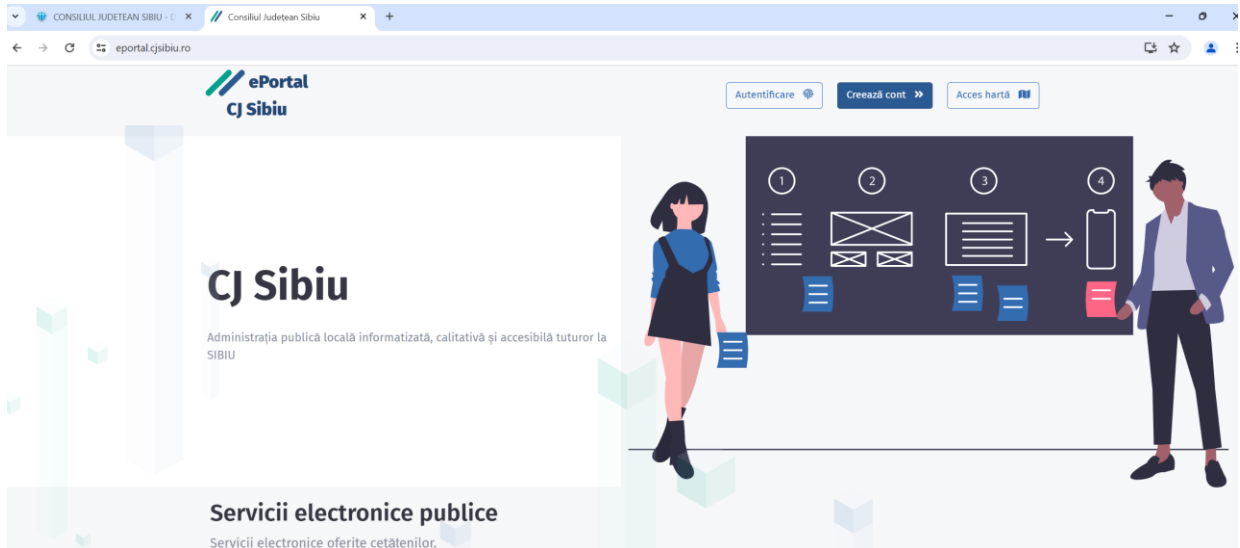 CONSILIUL JUDETEAN SIBIU - 
Consiliul Județean Sibiu
eportal.cjsibiu.ro
ePortal
CJ Sibiu
Autentificare
Creează cont
Acces hartă
1 2 3 4
CJ Sibiu
Administrația publică locală informatizată, calitativă și accesibilă tuturor la
SIBIU
Servicii electronice publice
Servicii electronice oferite cetățenilor.